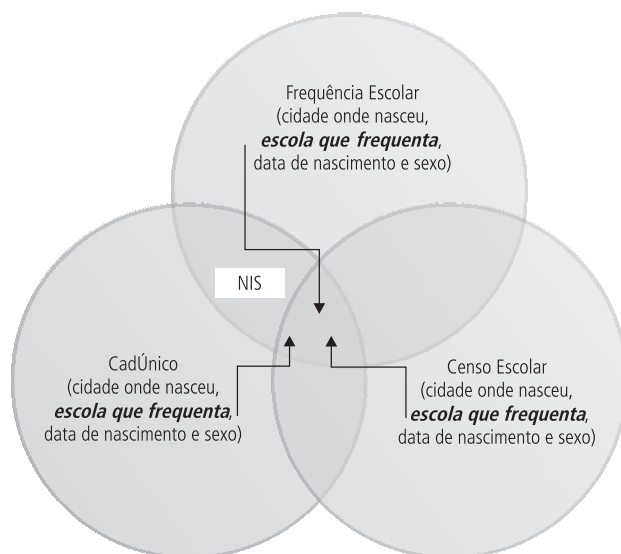 Frequência Escolar
(cidade onde nasceu,
escola que frequenta,
data de nascimento e sexo)
NIS
CadÚnico
(cidade onde nasceu,
escola que frequenta,
data de nascimento e sexo)
Censo Escolar
(cidade onde nasceu,
escola que frequenta,
data de nascimento e sexo)